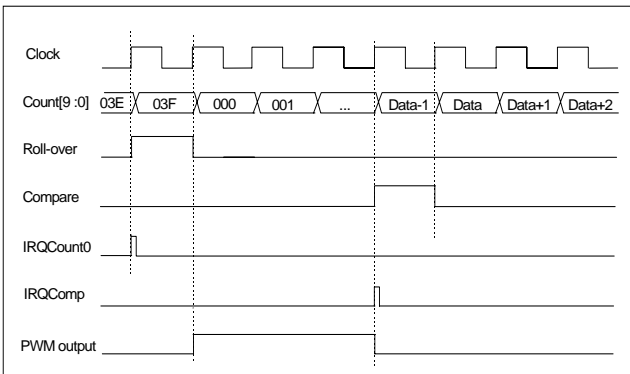 Clock
Count[9 :0] 03E 03F 000 001 ... Data-1 Data Data+1 Data+2
Roll-over
Compare
IRQCount0
IRQComp
PWM output